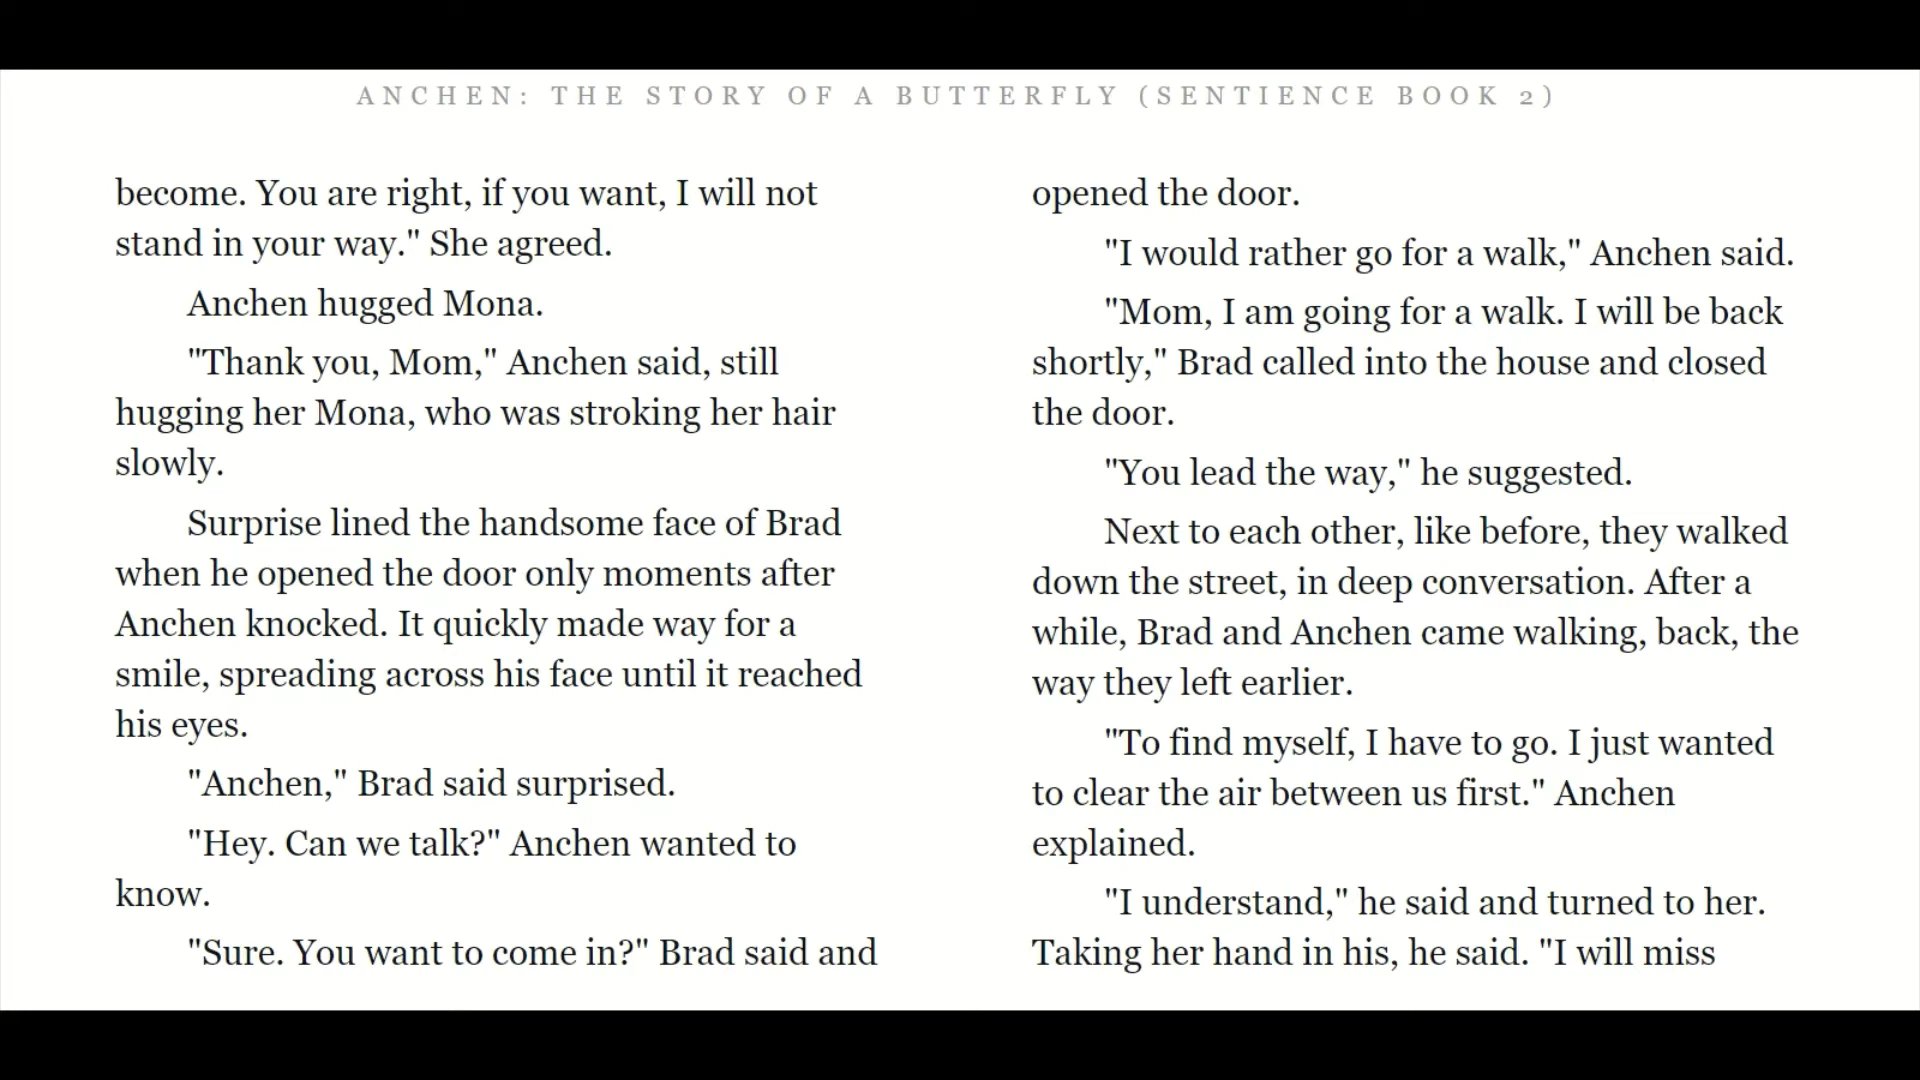 ANCHEN: THE STORY OF A BUTTERFLY (SENTIENCE BOOK 2)
become. You are right, if you want, I will not
stand in your way." She agreed.
Anchen hugged Mona.
"Thank you, Mom," Anchen said, still
hugging her Mona, who was stroking her hair
slowly.
Surprise lined the handsome face of Brad
when he opened the door only moments after
Anchen knocked. It quickly made way for a
smile, spreading across his face until it reached
his eyes.
"Anchen," Brad said surprised.
"Hey. Can we talk?" Anchen wanted to
know.
"Sure. You want to come in?" Brad said and
opened the door.
"I would rather go for a walk," Anchen said.
"Mom, I am going for a walk. I will be back
shortly," Brad called into the house and closed
the door.
"You lead the way," he suggested.
Next to each other, like before, they walked
down the street, in deep conversation. After a
while, Brad and Anchen came walking, back, the
way they left earlier.
"To find myself, I have to go. I just wanted
to clear the air between us first." Anchen
explained.
"I understand," he said and turned to her.
Taking her hand in his, he said. "I will miss